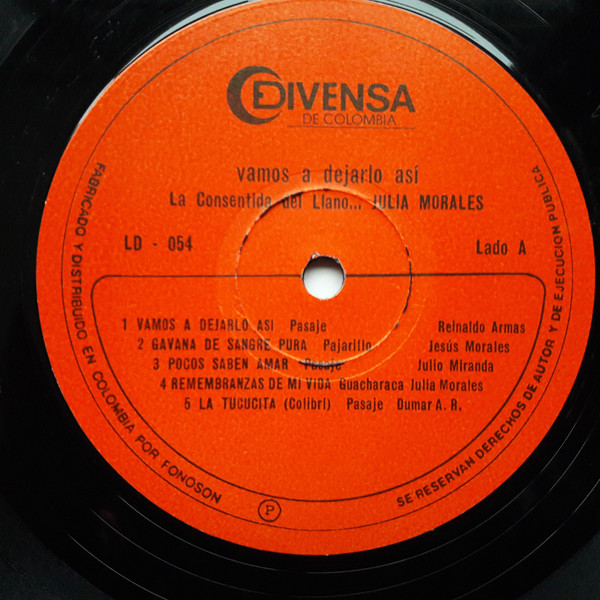 EDIVENSA
DE COLOMBIA
vamos a dejarlo así
La Consentida del Llano... JULIA MORALES
LD - 054
Lado A
1 VAMOS A DEJARLO ASI Pasaje Reinaldo Armas
2 GAVANA DE SANGRE PURA Pajarillo Jesús Morales
3 POCOS SABEN AMAR Pasaje Julio Miranda
4 REMEMBRANZAS DE MI VIDA Guacharaca Julia Morales
5 LA TUCUCITA (Colibrí) Pasaje Dumar A. R.
FABRICADO Y DISTRIBUIDO EN COLOMBIA POR FONOSON
P
SE RESERVAN DERECHOS DE AUTOR Y DE EJECUCION PUBLICA